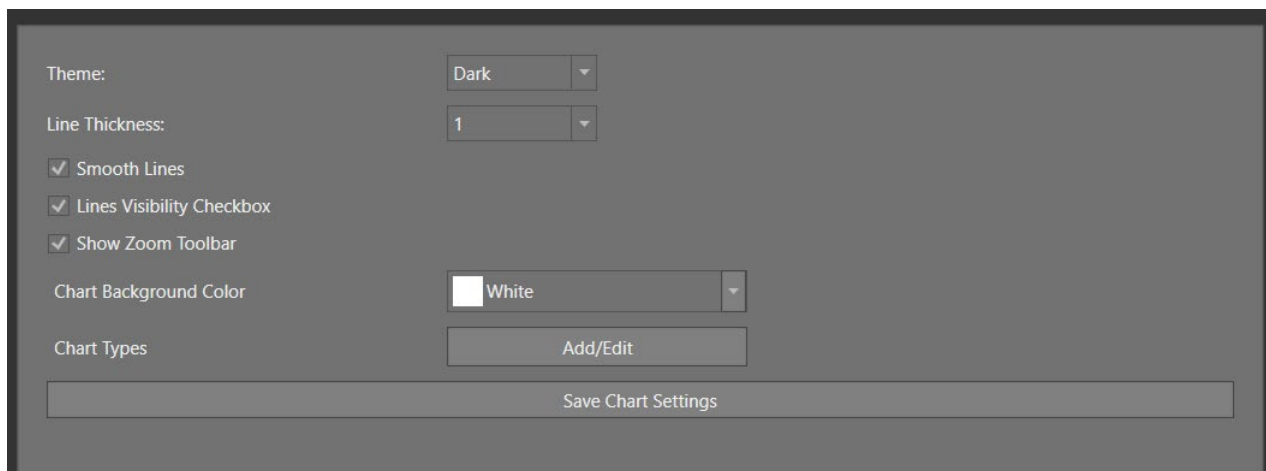 Theme: Dark
Line Thickness: 1
Smooth Lines
Lines Visibility Checkbox
Show Zoom Toolbar
Chart Background Color White
Chart Types Add/Edit
Save Chart Settings